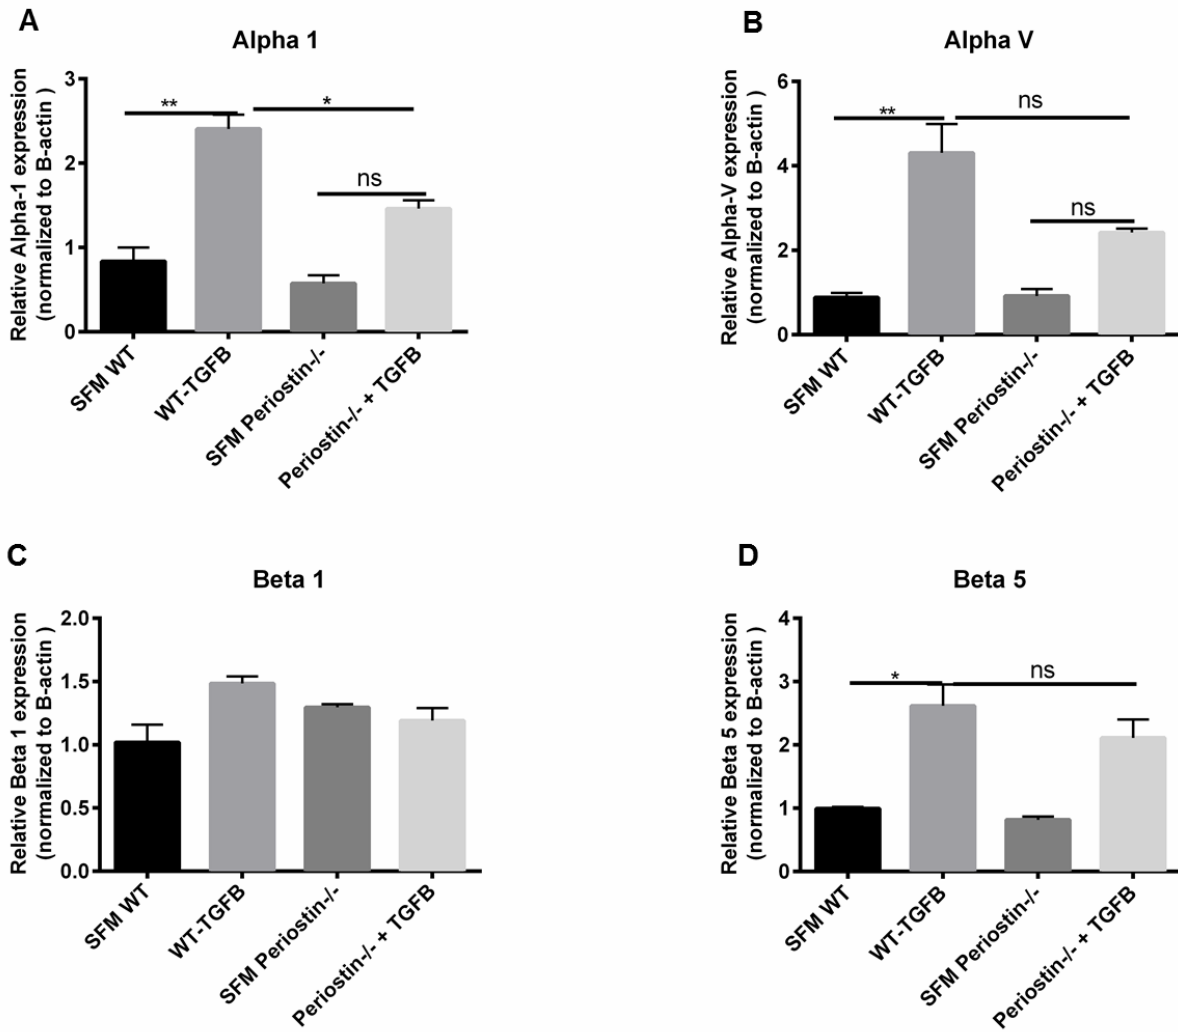 A
Alpha 1
Relative Alpha-1 expression
(normalized to B-actin )
3
2
1
0
**
*
ns
SFM WT
WT-TGFB
SFM Periostin-/-
Periostin-/- + TGFB
B
Alpha V
Relative Alpha-V expression
(normalized to B-actin )
6
4
2
0
**
ns
ns
SFM WT
WT-TGFB
SFM Periostin-/-
Periostin-/- + TGFB
C
Beta 1
Relative Beta 1 expression
(normalized to B-actin )
2.0
1.5
1.0
0.5
0.0
SFM WT
WT-TGFB
SFM Periostin-/-
Periostin-/- + TGFB
D
Beta 5
Relative Beta 5 expression
(normalized to B-actin )
4
3
2
1
0
*
ns
SFM WT
WT-TGFB
SFM Periostin-/-
Periostin-/- + TGFB